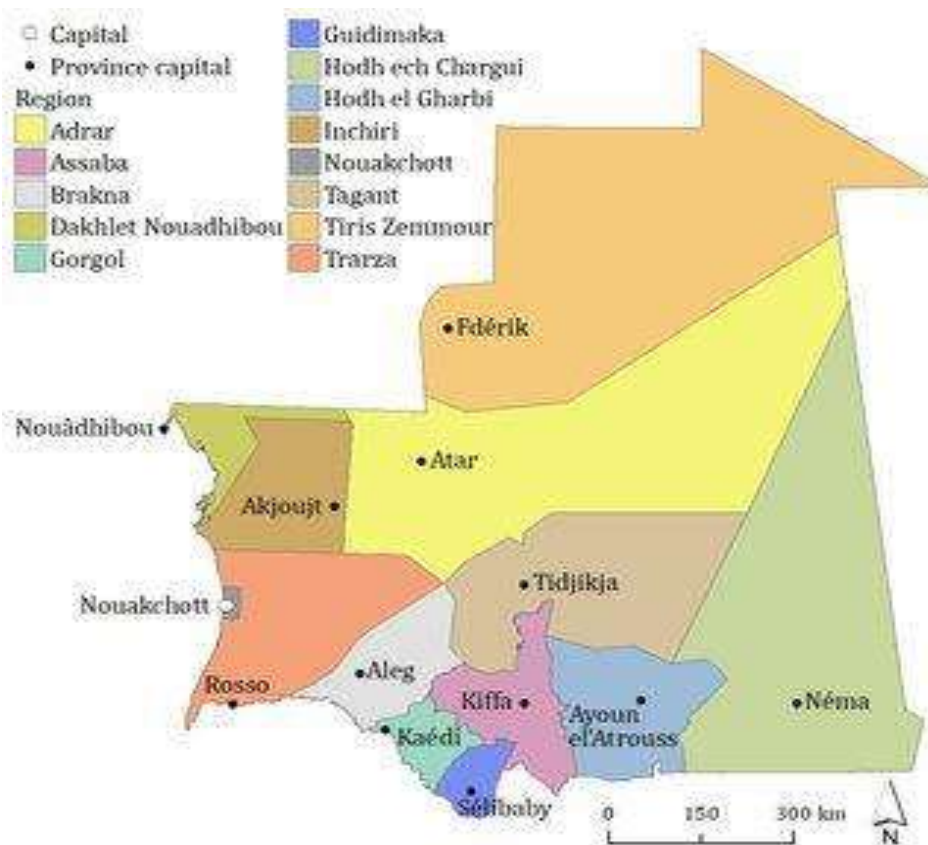 Capital
Province capital
Region
Adrar
Assaba
Brakna
Dakhlet Nouadhibou
Gorgol
Guidimaka
Hodh ech Chargui
Hodh el Gharbi
Inchiri
Nouakchott
Tagant
Tiris Zemmour
Trarza
Fdérik
Nouàdhibou
Atar
Akjoujt
Tidjikja
Nouakchott
Aleg
Rosso
Kiffa
Ayoun
el'Atrouss
Néma
Kaédi
Sélibaby
0 150 300 km
N